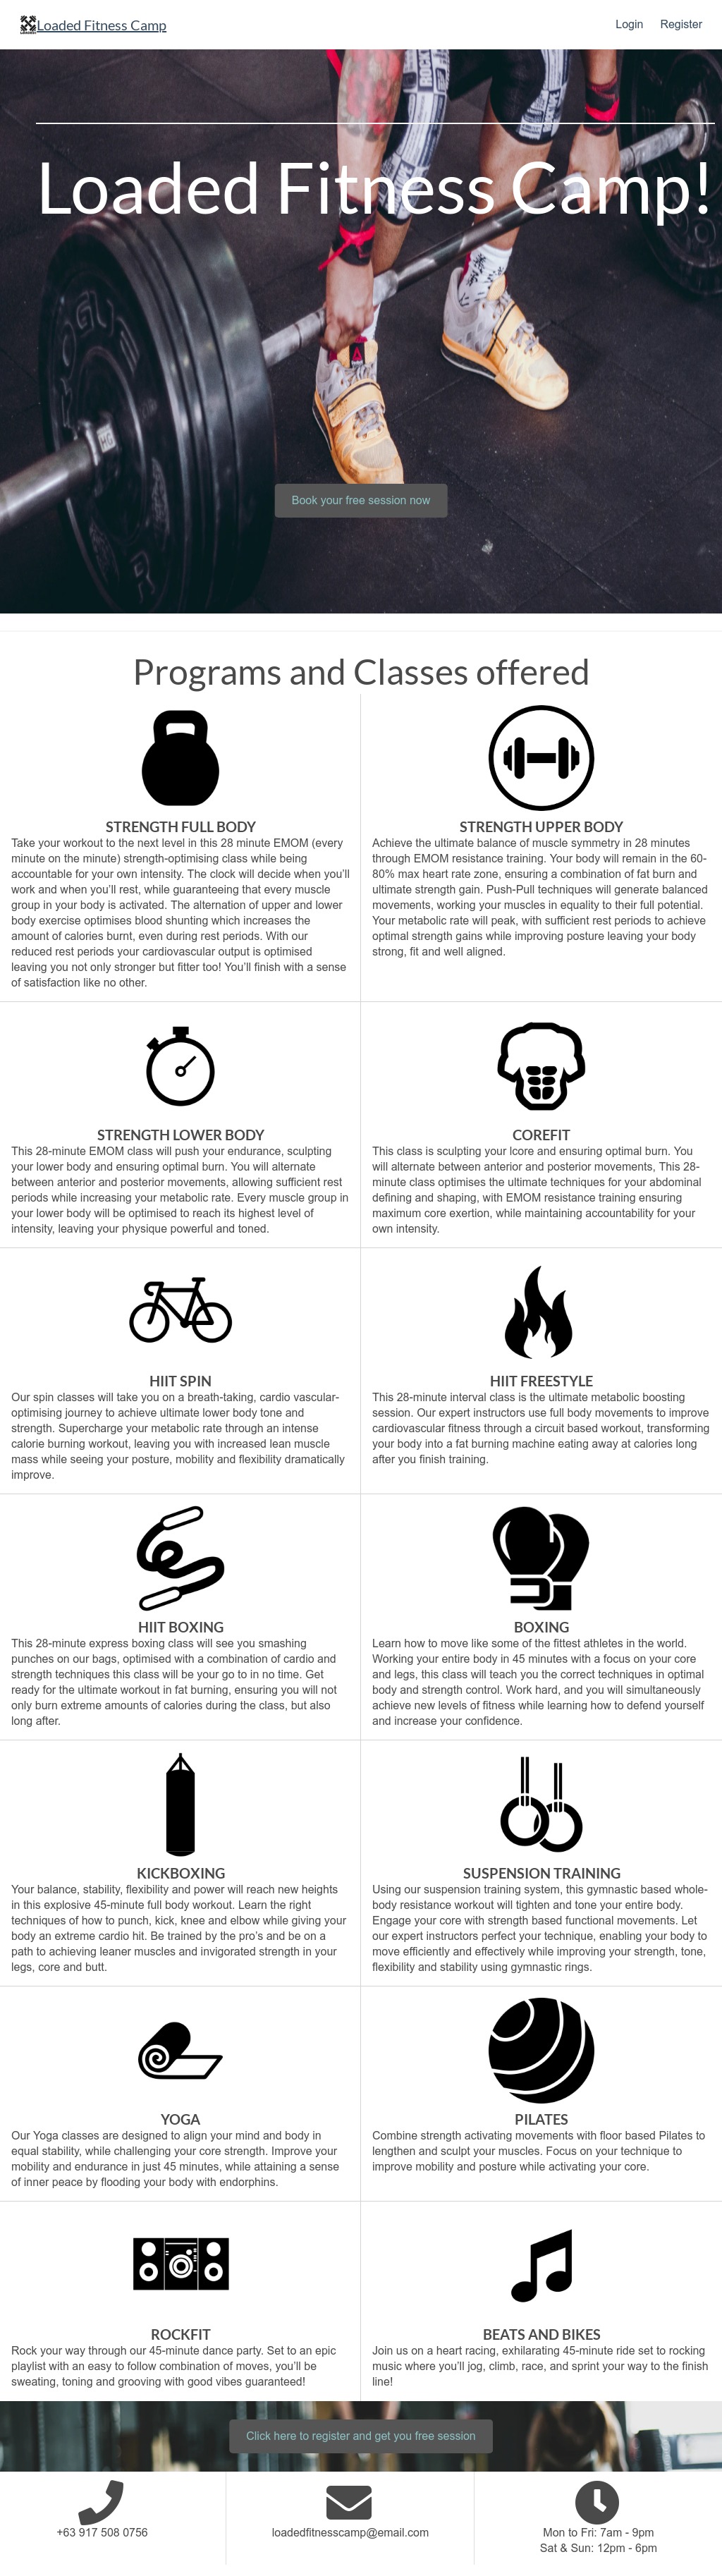 Loaded Fitness Camp
Login
Register
Loaded Fitness Camp!
Book your free session now
Programs and Classes offered
STRENGTH FULL BODY
Take your workout to the next level in this 28 minute EMOM (every
minute on the minute) strength-optimising class while being
accountable for your own intensity. The clock will decide when you'll
work and when you'll rest, while guaranteeing that every muscle
group in your body is activated. The alternation of upper and lower
body exercise optimises blood shunting which increases the
amount of calories burnt, even during rest periods. With our
reduced rest periods your cardiovascular output is optimised
leaving you not only stronger but fitter too! You'll finish with a sense
of satisfaction like no other.
STRENGTH UPPER BODY
Achieve the ultimate balance of muscle symmetry in 28 minutes
through EMOM resistance training. Your body will remain in the 60-
80% max heart rate zone, ensuring a combination of fat burn and
ultimate strength gain. Push-Pull techniques will generate balanced
movements, working your muscles in equality to their full potential.
Your metabolic rate will peak, with sufficient rest periods to achieve
optimal strength gains while improving posture leaving your body
strong, fit and well aligned.
STRENGTH LOWER BODY
This 28-minute EMOM class will push your endurance, sculpting
your lower body and ensuring optimal burn. You will alternate
between anterior and posterior movements, allowing sufficient rest
periods while increasing your metabolic rate. Every muscle group in
your lower body will be optimised to reach its highest level of
intensity, leaving your physique powerful and toned.
COREFIT
This class is sculpting your lcore and ensuring optimal burn. You
will alternate between anterior and posterior movements, This 28-
minute class optimises the ultimate techniques for your abdominal
defining and shaping, with EMOM resistance training ensuring
maximum core exertion, while maintaining accountability for your
own intensity.
HIIT SPIN
Our spin classes will take you on a breath-taking, cardio vascular-
optimising journey to achieve ultimate lower body tone and
strength. Supercharge your metabolic rate through an intense
calorie burning workout, leaving you with increased lean muscle
mass while seeing your posture, mobility and flexibility dramatically
improve.
HIIT FREESTYLE
This 28-minute interval class is the ultimate metabolic boosting
session. Our expert instructors use full body movements to improve
cardiovascular fitness through a circuit based workout, transforming
your body into a fat burning machine eating away at calories long
after you finish training.
HIIT BOXING
This 28-minute express boxing class will see you smashing
punches on our bags, optimised with a combination of cardio and
strength techniques this class will be your go to in no time. Get
ready for the ultimate workout in fat burning, ensuring you will not
only burn extreme amounts of calories during the class, but also
long after.
BOXING
Learn how to move like some of the fittest athletes in the world.
Working your entire body in 45 minutes with a focus on your core
and legs, this class will teach you the correct techniques in optimal
body and strength control. Work hard, and you will simultaneously
achieve new levels of fitness while learning how to defend yourself
and increase your confidence.
KICKBOXING
Your balance, stability, flexibility and power will reach new heights
in this explosive 45-minute full body workout. Learn the right
techniques of how to punch, kick, knee and elbow while giving your
body an extreme cardio hit. Be trained by the pro's and be on a
path to achieving leaner muscles and invigorated strength in your
legs, core and butt.
SUSPENSION TRAINING
Using our suspension training system, this gymnastic based whole-
body resistance workout will tighten and tone your entire body.
Engage your core with strength based functional movements. Let
our expert instructors perfect your technique, enabling your body to
move efficiently and effectively while improving your strength, tone,
flexibility and stability using gymnastic rings.
YOGA
Our Yoga classes are designed to align your mind and body in
equal stability, while challenging your core strength. Improve your
mobility and endurance in just 45 minutes, while attaining a sense
of inner peace by flooding your body with endorphins.
PILATES
Combine strength activating movements with floor based Pilates to
lengthen and sculpt your muscles. Focus on your technique to
improve mobility and posture while activating your core.
ROCKFIT
Rock your way through our 45-minute dance party. Set to an epic
playlist with an easy to follow combination of moves, you'll be
sweating, toning and grooving with good vibes guaranteed!
BEATS AND BIKES
Join us on a heart racing, exhilarating 45-minute ride set to rocking
music where you'll jog, climb, race, and sprint your way to the finish
line!
Click here to register and get you free session
+63 917 508 0756
loadedfitnesscamp@email.com
Mon to Fri: 7am - 9pm
Sat & Sun: 12pm - 6pm